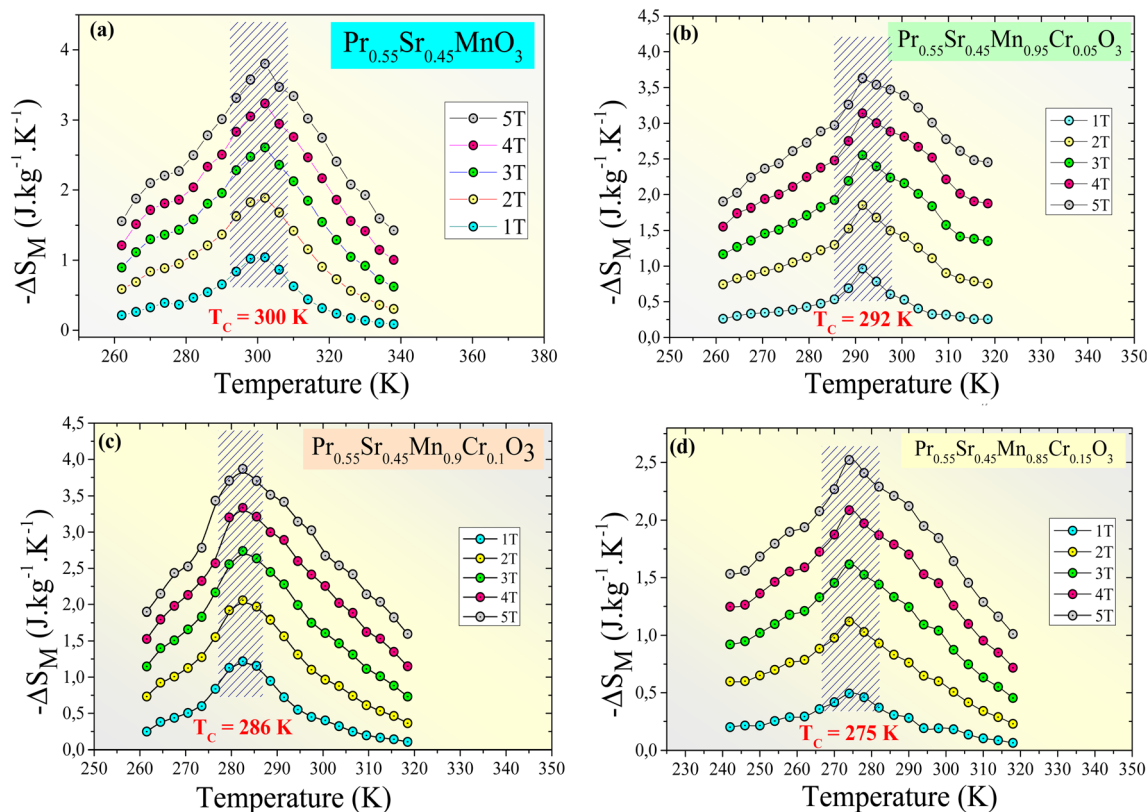 (a)
Pr0.55Sr0.45MnO3
-ΔSM (J.kg-1.K-1)
4
3
2
1
0
5T
4T
3T
2T
1T
TC = 300 K
260 280 300 320 340 360 380
Temperature (K)
(b)
Pr0.55Sr0.45Mn0.95Cr0.05O3
-ΔSM (J.kg-1.K-1)
4,5
4,0
3,5
3,0
2,5
2,0
1,5
1,0
0,5
0,0
1T
2T
3T
4T
5T
TC = 292 K
250 260 270 280 290 300 310 320 330 340 350
Temperature (K)
(c)
Pr0.55Sr0.45Mn0.9Cr0.1O3
-ΔSM (J.kg-1.K-1)
4,5
4,0
3,5
3,0
2,5
2,0
1,5
1,0
0,5
0,0
1T
2T
3T
4T
5T
TC = 286 K
250 260 270 280 290 300 310 320 330 340 350
Temperature (K)
(d)
Pr0.55Sr0.45Mn0.85Cr0.15O3
-ΔSM (J.kg-1.K-1)
2,5
2,0
1,5
1,0
0,5
0,0
1T
2T
3T
4T
5T
TC = 275 K
230 240 250 260 270 280 290 300 310 320 330 340 350
Temperature (K)